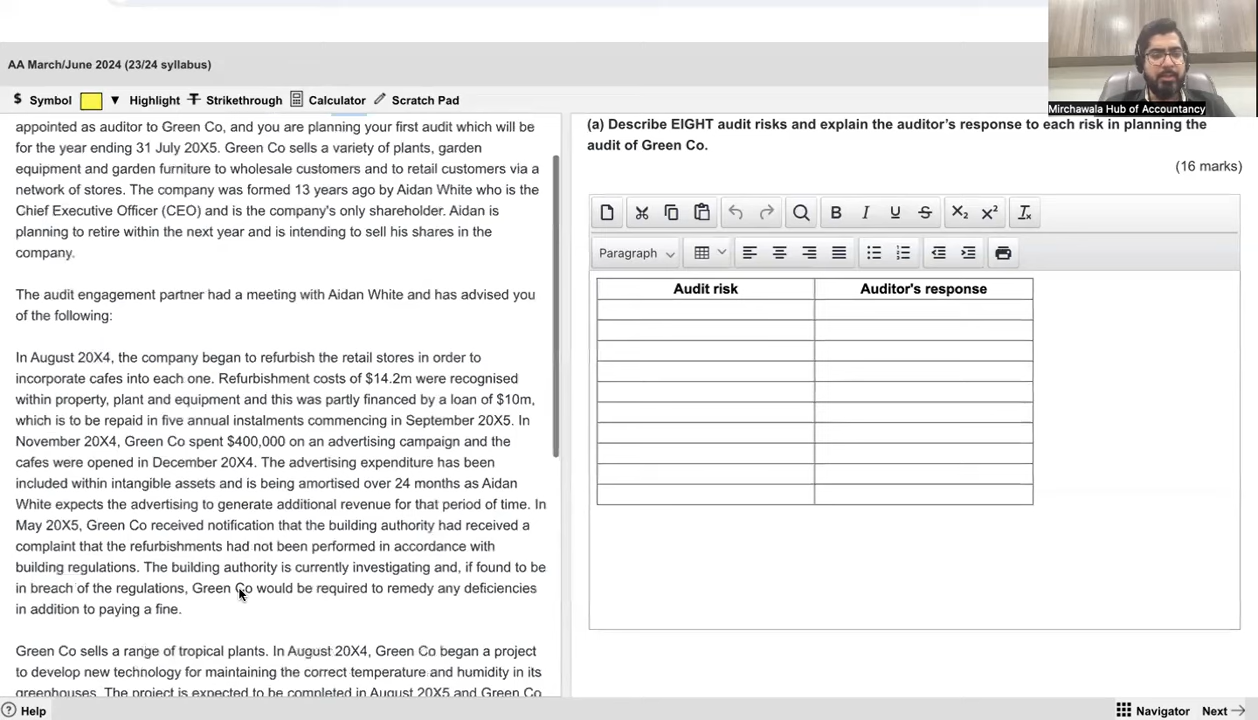 AA March/June 2024 (23/24 syllabus)
Mirchawala Hub of Accountancy
$ Symbol Highlight Strikethrough Calculator Scratch Pad
appointed as auditor to Green Co, and you are planning your first audit which will be
for the year ending 31 July 20X5. Green Co sells a variety of plants, garden
equipment and garden furniture to wholesale customers and to retail customers via a
network of stores. The company was formed 13 years ago by Aidan White who is the
Chief Executive Officer (CEO) and is the company's only shareholder. Aidan is
planning to retire within the next year and is intending to sell his shares in the
company.
The audit engagement partner had a meeting with Aidan White and has advised you
of the following:
In August 20X4, the company began to refurbish the retail stores in order to
incorporate cafes into each one. Refurbishment costs of $14.2m were recognised
within property, plant and equipment and this was partly financed by a loan of $10m,
which is to be repaid in five annual instalments commencing in September 20X5. In
November 20X4, Green Co spent $400,000 on an advertising campaign and the
cafes were opened in December 20X4. The advertising expenditure has been
included within intangible assets and is being amortised over 24 months as Aidan
White expects the advertising to generate additional revenue for that period of time. In
May 20X5, Green Co received notification that the building authority had received a
complaint that the refurbishments had not been performed in accordance with
building regulations. The building authority is currently investigating and, if found to be
in breach of the regulations, Green Co would be required to remedy any deficiencies
in addition to paying a fine.
Green Co sells a range of tropical plants. In August 20X4, Green Co began a project
to develop new technology for maintaining the correct temperature and humidity in its
greenhouses. The project is expected to be completed in August 20X5 and Green Co
(a) Describe EIGHT audit risks and explain the auditor's response to each risk in planning the
audit of Green Co.
(16 marks)
B I U S X₂ X² Tx
Paragraph
Audit risk Auditor's response
Help Navigator Next